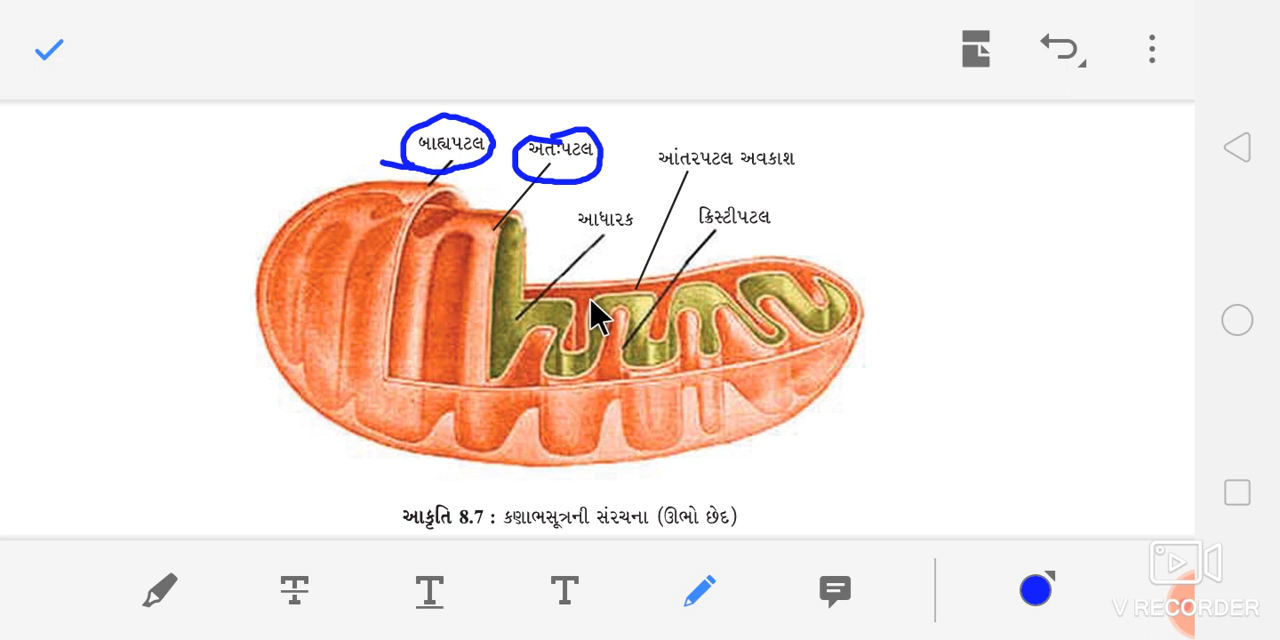 બાહ્યપટલ
અંતઃપટલ
આંતરપટલ અવકાશ
આધારક
ક્રિસ્ટીપટલ
આકૃતિ 8.7 : કણાભસૂત્રની સંરચના (ઊભો છેદ)
T T T
V RECORDER